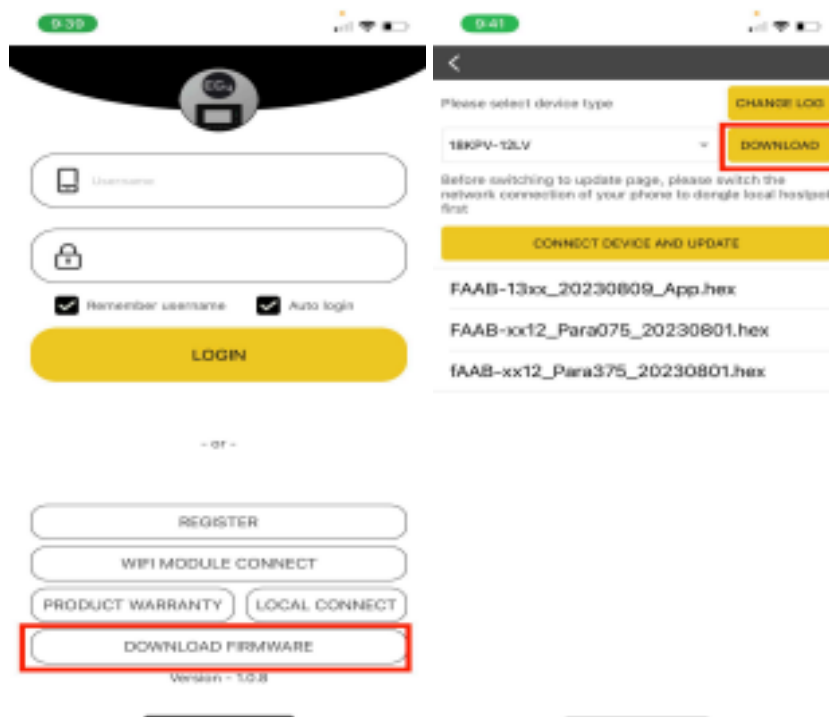 9:39
EG4
Username
Remember username
Auto login
LOGIN
- or -
REGISTER
WIFI MODULE CONNECT
PRODUCT WARRANTY
LOCAL CONNECT
DOWNLOAD FIRMWARE
Version - 1.0.8
9:41
Please select device type
CHANGE LOG
18KPV-12LV
DOWNLOAD
Before switching to update page, please switch the
network connection of your phone to dongle local hostpot
first
CONNECT DEVICE AND UPDATE
FAAB-13xx_20230809_App.hex
FAAB-xx12_Para075_20230801.hex
fAAB-xx12_Para375_20230801.hex